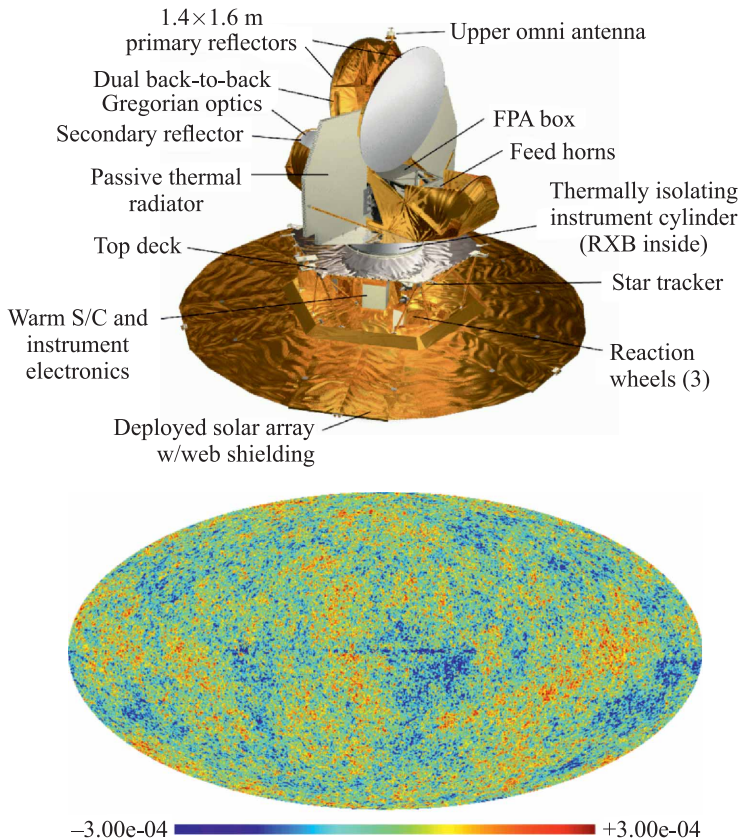 1.4×1.6 m
primary reflectors
Upper omni antenna
Dual back-to-back
Gregorian optics
Secondary reflector
FPA box
Feed horns
Passive thermal
radiator
Thermally isolating
instrument cylinder
(RXB inside)
Top deck
Star tracker
Warm S/C and
instrument
electronics
Reaction
wheels (3)
Deployed solar array
w/web shielding
–3.00e-04
+3.00e-04